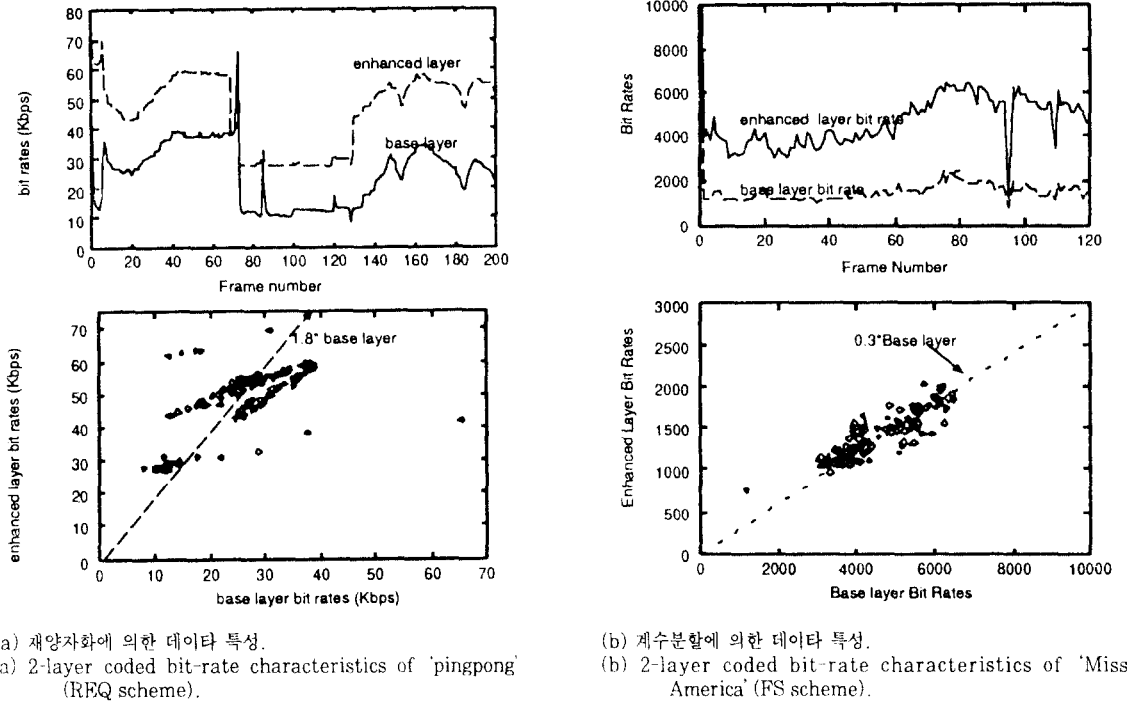 80
70
60
50
40
30
20
10
0
bit rates (Kbps)
enhanced layer
base layer
0 20 40 60 80 100 120 140 160 180 200
Frame number
70
60
50
40
30
20
10
0
enhanced layer bit rates (Kbps)
1.8* base layer
0 10 20 30 40 50 60 70
base layer bit rates (Kbps)
a) 재양자화에 의한 데이타 특성.
a) 2-layer coded bit-rate characteristics of 'pingpong'
(REQ scheme).
10000
8000
6000
4000
2000
0
Bit Rates
enhanced layer bit rate
base layer bit rate
0 20 40 60 80 100 120
Frame Number
3000
2500
2000
1500
1000
500
0
Enhanced Layer Bit Rates
0.3*Base layer
0 2000 4000 6000 8000 10000
Base layer Bit Rates
(b) 계수분할에 의한 데이타 특성.
(b) 2-layer coded bit-rate characteristics of 'Miss
America' (FS scheme).